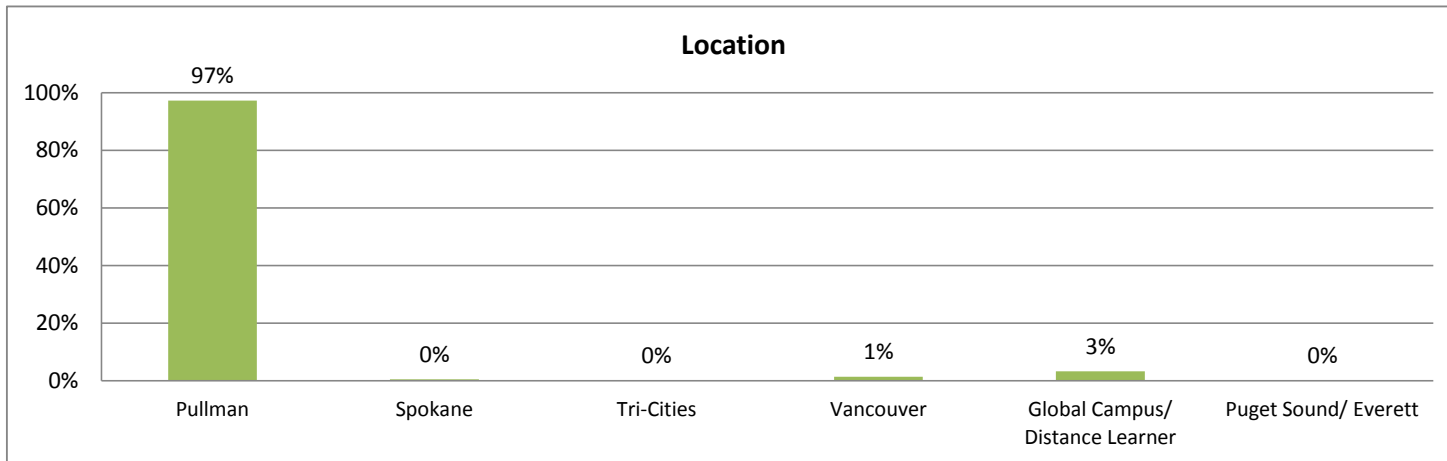 Location
97%
100%
80%
60%
40%
20%
0%
0%
0%
1%
3%
0%
Pullman
Spokane
Tri-Cities
Vancouver
Global Campus/
Distance Learner
Puget Sound/ Everett